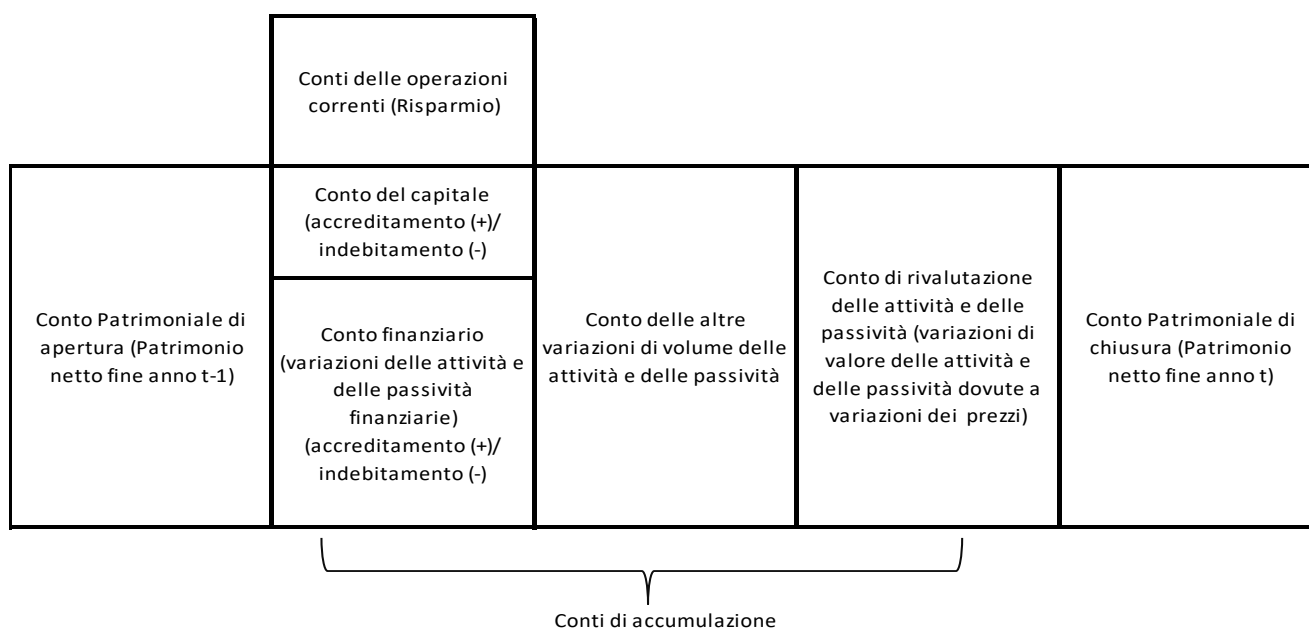 Conti delle operazioni
correnti (Risparmio)
Conto Patrimoniale di
apertura (Patrimonio
netto fine anno t-1)
Conto del capitale
(accreditamento (+)/
indebitamento (-)
Conto finanziario
(variazioni delle attività e
delle passività
finanziarie)
(accreditamento (+)/
indebitamento (-)
Conto delle altre
variazioni di volume delle
attività e delle passività
Conto di rivalutazione
delle attività e delle
passività (variazioni di
valore delle attività e
delle passività dovute a
variazioni dei prezzi)
Conto Patrimoniale di
chiusura (Patrimonio
netto fine anno t)
Conti di accumulazione